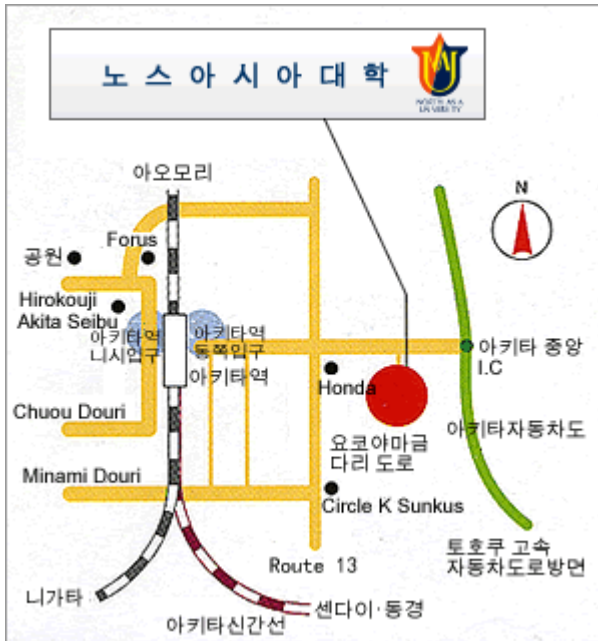 노스아시아대학
NORTH ASIA
UNIVERSITY
아오모리
N
Forus
공원
Hirokouji
Akita Seibu
아키타역
니시입구
아키타역
동쪽입구
아키타역
아키타 중앙
I.C
Honda
Chuou Douri
요코야마금
다리 도로
아키타자동차도
Minami Douri
Circle K Sunkus
Route 13
토호쿠 고속
자동차도로방면
니가타
아키타신간선
센다이·동경